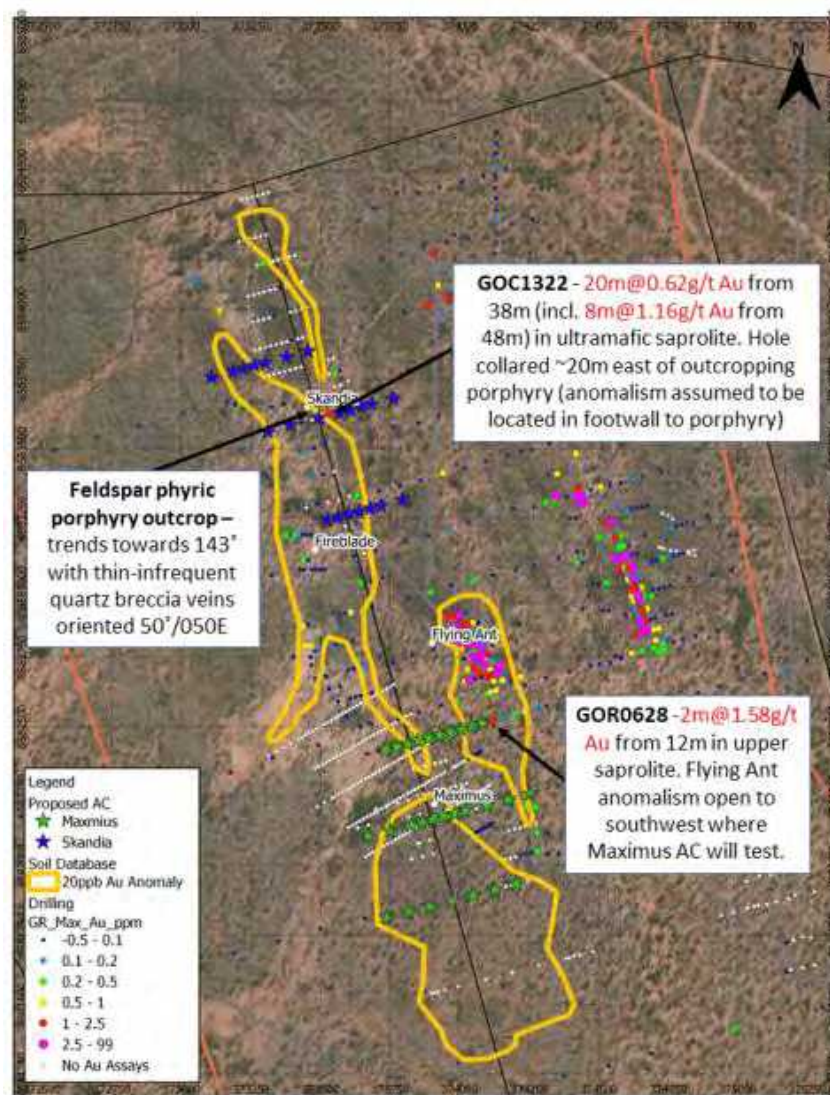 N
GOC1322 - 20m@0.62g/t Au from
38m (incl. 8m@1.16g/t Au from
48m) in ultramafic saprolite. Hole
collared ~20m east of outcropping
porphyry (anomalism assumed to be
located in footwall to porphyry)
Skandia
Feldspar phyric
porphyry outcrop –
trends towards 143˚
with thin-infrequent
quartz breccia veins
oriented 50˚/050E
Fireblade
Flying Ant
GOR0628 -2m@1.58g/t
Au from 12m in upper
saprolite. Flying Ant
anomalism open to
southwest where
Maximus AC will test.
Maximus
Legend
Proposed AC
Maxmius
Skandia
Soil Database
20ppb Au Anomaly
Drilling
GR_Max_Au_ppm
-0.5 - 0.1
0.1 - 0.2
0.2 - 0.5
0.5 - 1
1 - 2.5
2.5 - 99
No Au Assays